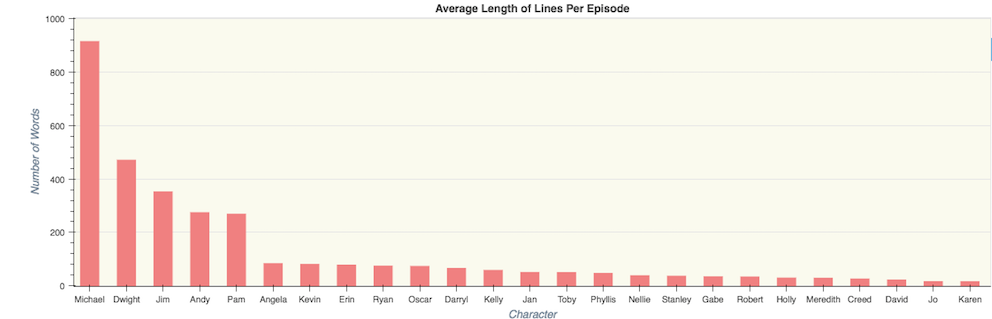 Average Length of Lines Per Episode
1000
800
600
400
200
0
Number of Words
Michael Dwight Jim Andy Pam Angela Kevin Erin Ryan Oscar Darryl Kelly Jan Toby Phyllis Nellie Stanley Gabe Robert Holly Meredith Creed David Jo Karen
Character